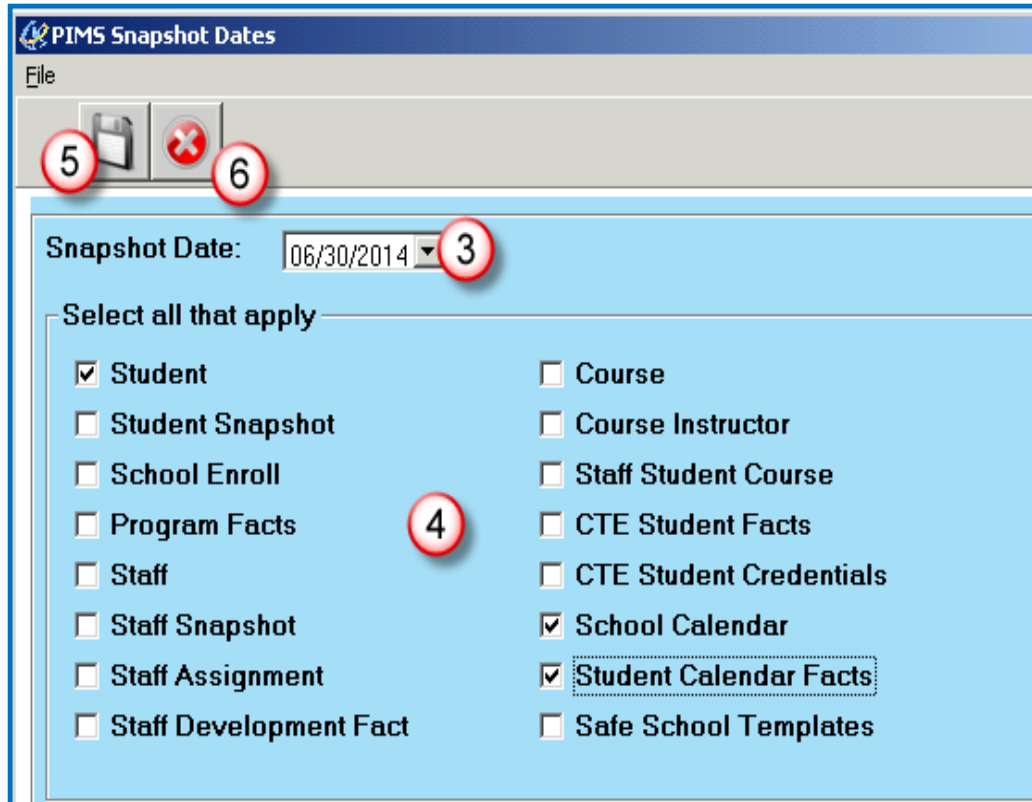 PIMS Snapshot Dates
File
5 6
Snapshot Date: 06/30/2014 3
Select all that apply
Student
Student Snapshot
School Enroll
Program Facts
Staff
Staff Snapshot
Staff Assignment
Staff Development Fact
4
Course
Course Instructor
Staff Student Course
CTE Student Facts
CTE Student Credentials
School Calendar
Student Calendar Facts
Safe School Templates